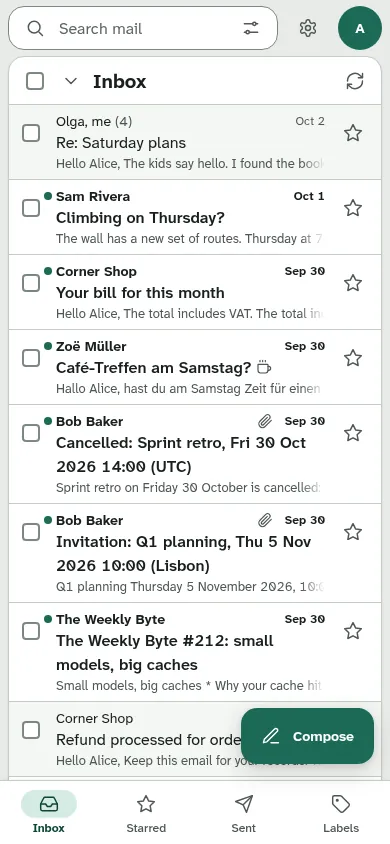 Search mail
A
Inbox
Olga, me (4)
Oct 2
Re: Saturday plans
Hello Alice, The kids say hello. I found the book
Sam Rivera
Oct 1
Climbing on Thursday?
The wall has a new set of routes. Thursday at 7
Corner Shop
Sep 30
Your bill for this month
Hello Alice, The total includes VAT. The total
Zoë Müller
Sep 30
Café-Treffen am Samstag?
Hallo Alice, hast du am Samstag Zeit für einen
Bob Baker
Sep 30
Cancelled: Sprint retro, Fri 30 Oct
2026 14:00 (UTC)
Sprint retro on Friday 30 October is cancelled:
Bob Baker
Sep 30
Invitation: Q1 planning, Thu 5 Nov
2026 10:00 (Lisbon)
Q1 planning Thursday 5 November 2026,
The Weekly Byte
Sep 30
The Weekly Byte #212: small
models, big caches
Small models, big caches * Why your cache hit
Corner Shop
Refund processed for
Hello Alice, Keep this email for
Compose
Inbox
Starred
Sent
Labels